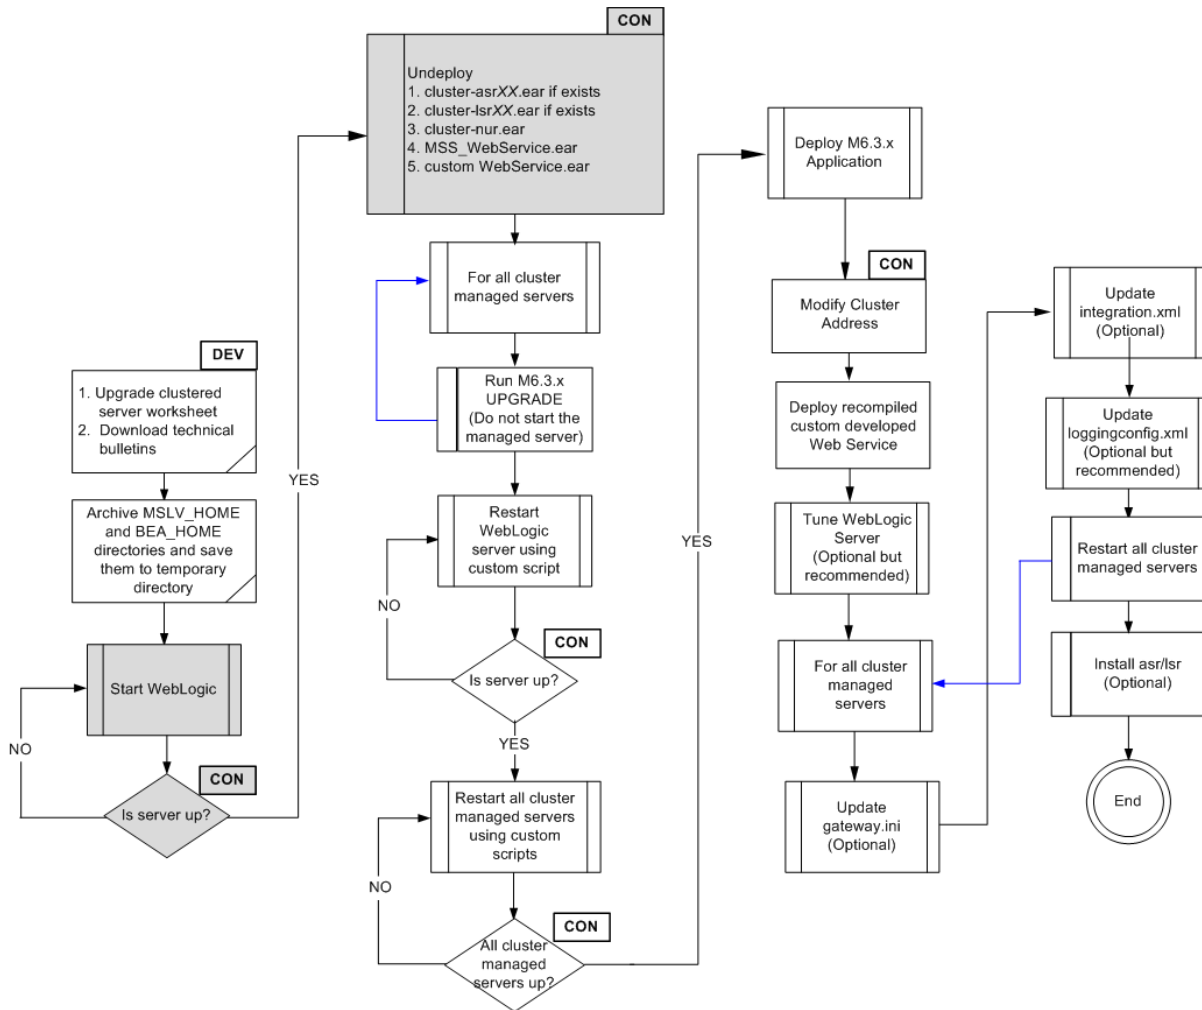 DEV
1. Upgrade clustered
server worksheet
2. Download technical
bulletins
Archive MSLV_HOME
and BEA_HOME
directories and save
them to temporary
directory
Start WebLogic
NO
CON
Is server up?
YES
CON
Undeploy
1. cluster-asrXX.ear if exists
2. cluster-lsrXX.ear if exists
3. cluster-nur.ear
4. MSS_WebService.ear
5. custom WebService.ear
For all cluster
managed servers
Run M6.3.x
UPGRADE
(Do not start the
managed server)
Restart
WebLogic
server using
custom script
NO
CON
Is server up?
YES
Restart all cluster
managed servers
using custom
scripts
NO
CON
All cluster
managed
servers up?
YES
Deploy M6.3.x
Application
CON
Modify Cluster
Address
Deploy recompiled
custom developed
Web Service
Tune WebLogic
Server
(Optional but
recommended)
For all cluster
managed
servers
Update
gateway.ini
(Optional)
Update
integration.xml
(Optional)
Update
loggingconfig.xml
(Optional but
recommended)
Restart all cluster
managed servers
Install asr/lsr
(Optional)
End